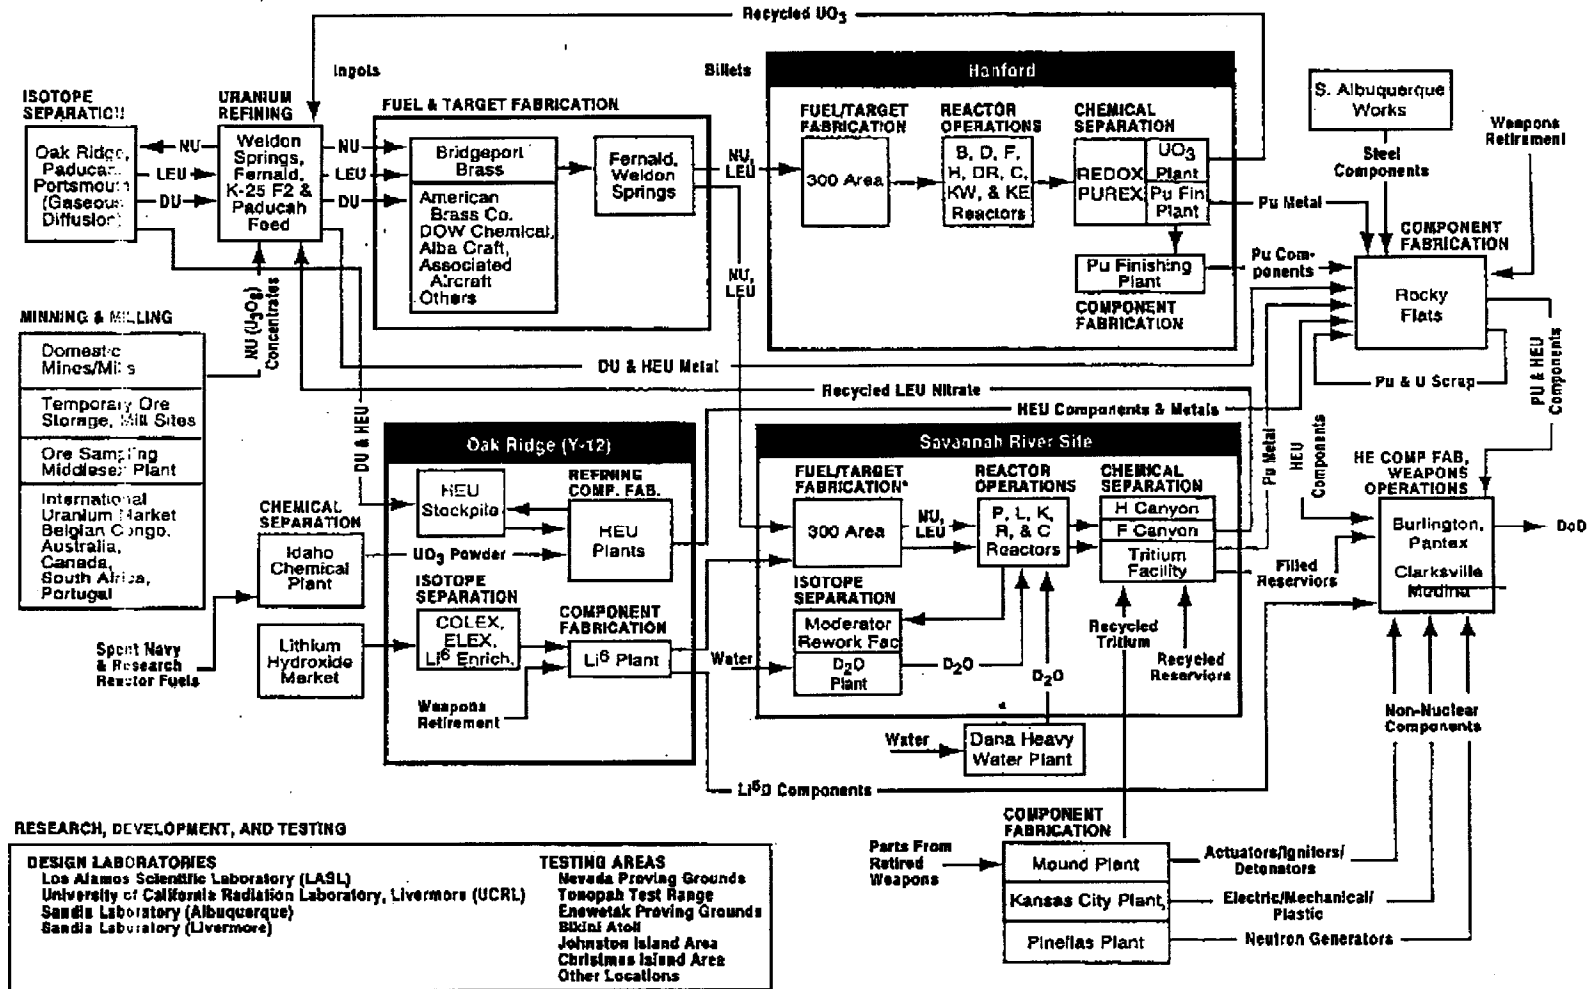 Recycled UO3
Ingots
Billets
ISOTOPE
SEPARATION
Oak Ridge,
Paducah,
Portsmouth
(Gaseous
Diffusion)
NU
LEU
DU
URANIUM
REFINING
Weldon
Springs,
Fernald,
K-25 F2 &
Paducah
Feed
NU
LEU
DU
FUEL & TARGET FABRICATION
Bridgeport
Brass
American
Brass Co.
DOW Chemical,
Alba Craft,
Associated
Aircraft
Others
Fernald,
Weldon
Springs
NU,
LEU
NU,
LEU
Hanford
FUEL/TARGET
FABRICATION
300 Area
REACTOR
OPERATIONS
B, D, F,
H, DR, C,
KW, & KE
Reactors
CHEMICAL
SEPARATION
REDOX
PUREX
UO3
Plant
Pu Fin
Plant
Pu Finishing
Plant
COMPONENT
FABRICATION
S. Albuquerque
Works
Steel
Components
Weapons
Retirement
Pu Metal
Pu Com-
ponents
COMPONENT
FABRICATION
Rocky
Flats
Pu & U Scrap
PU & HEU
Components
MINNING & MILLING
Domestic
Mines/Mills
Temporary Ore
Storage, Mill Sites
Ore Sampling
Middlesex Plant
International
Uranium Market
Belgian Congo,
Australia,
Canada,
South Africa,
Portugal
NU (U3O8)
Concentrates
DU & HEU Metal
Recycled LEU Nitrate
HEU Components & Metals
DU & HEU
Pu Metal
HEU
Components
CHEMICAL
SEPARATION
Idaho
Chemical
Plant
UO3 Powder
Spent Navy
& Research
Reactor Fuels
Lithium
Hydroxide
Market
Oak Ridge (Y-12)
HEU
Stockpile
REFINING
COMP. FAB.
HEU
Plants
ISOTOPE
SEPARATION
COLEX,
ELEX,
Li6 Enrich.
COMPONENT
FABRICATION
Li6 Plant
Weapons
Retirement
Savannah River Site
FUEL/TARGET
FABRICATION*
300 Area
NU,
LEU
REACTOR
OPERATIONS
P, L, K,
R, & C
Reactors
CHEMICAL
SEPARATION
H Canyon
F Canyon
Tritium
Facility
ISOTOPE
SEPARATION
Moderator
Rework Fac
D2O
Plant
Water
D2O
D2O
Recycled
Tritium
Recycled
Reserviors
Water
Dana Heavy
Water Plant
Li6D Components
HE COMP FAB,
WEAPONS
OPERATIONS
Burlington,
Pantex
Clarksville
Medina
DoD
Filled
Reserviors
Non-Nuclear
Components
Parts From
Retired
Weapons
COMPONENT
FABRICATION
Mound Plant
Kansas City Plant,
Pinellas Plant
Actuators/Ignitors/
Detonators
Electric/Mechanical/
Plastic
Neutron Generators
RESEARCH, DEVELOPMENT, AND TESTING
DESIGN LABORATORIES
Los Alamos Scientific Laboratory (LASL)
University of California Radiation Laboratory, Livermore (UCRL)
Sandia Laboratory (Albuquerque)
Sandia Laboratory (Livermore)
TESTING AREAS
Nevada Proving Grounds
Tonopah Test Range
Enewetak Proving Grounds
Bikini Atoll
Johnston Island Area
Christmas Island Area
Other Locations